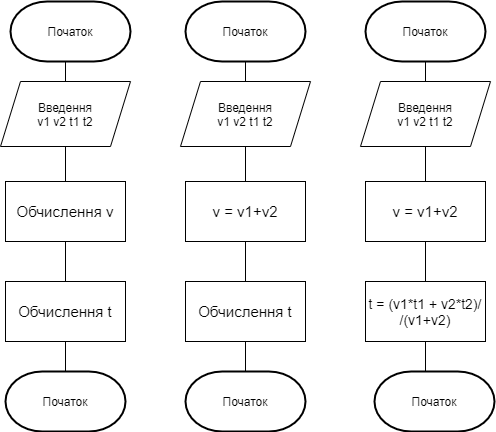 Початок
Введення
v1 v2 t1 t2
Обчислення v
Обчислення t
Початок
Початок
Введення
v1 v2 t1 t2
v = v1+v2
Обчислення t
Початок
Початок
Введення
v1 v2 t1 t2
v = v1+v2
t = (v1*t1 + v2*t2)/
/(v1+v2)
Початок